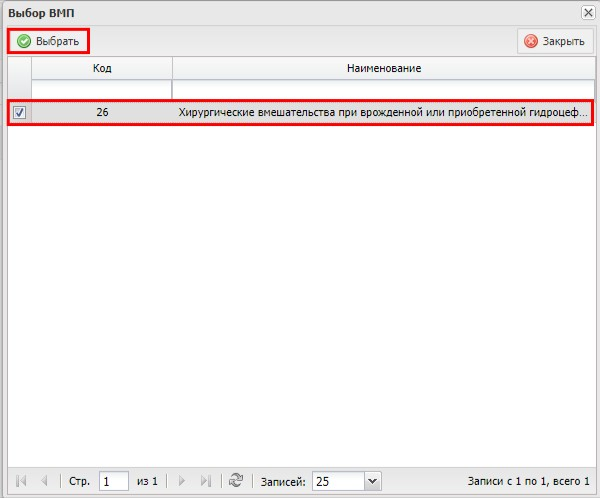 Выбор ВМП
Выбрать Закрыть
Код Наименование
26 Хирургические вмешательства при врожденной или приобретенной гидроцеф...
Стр. 1 из 1 Записей: 25 Записи с 1 по 1, всего 1